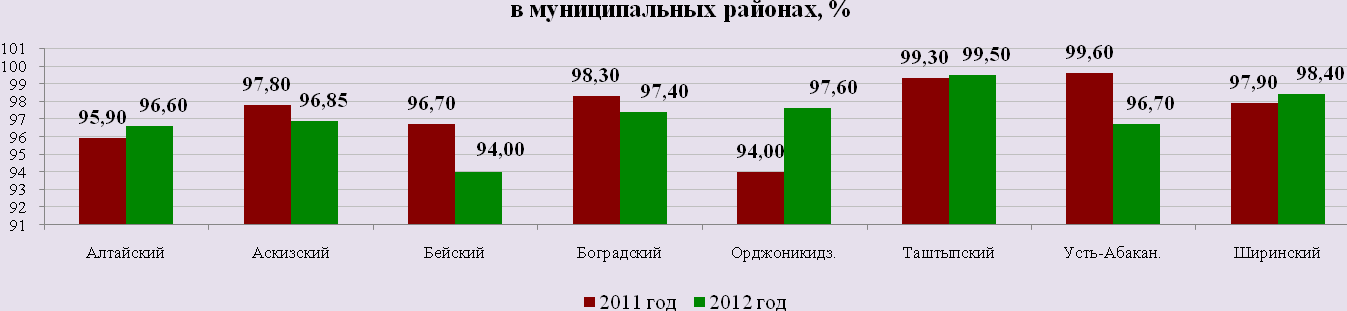 в муниципальных районах, %
101
100
99
98
97
96
95
94
93
92
91
95,90 96,60 97,80 96,85 96,70 94,00 98,30 97,40 94,00 97,60 99,30 99,50 99,60 96,70 97,90 98,40
Алтайский Аскизский Бейский Боградский Орджоникидз. Таштыпский Усть-Абакан. Ширинский
2011 год 2012 год